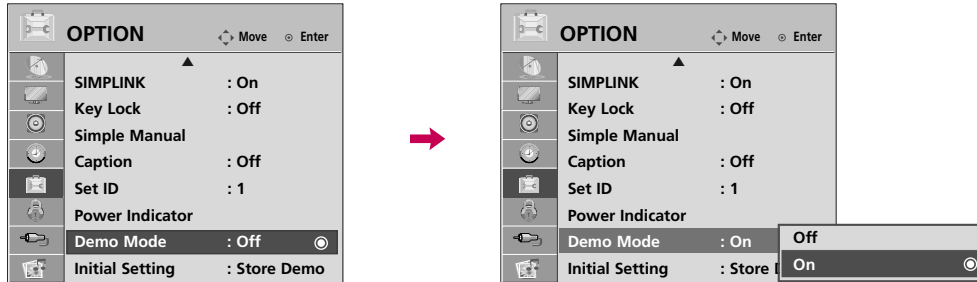 OPTION
Move
Enter
SIMPLINK : On
Key Lock : Off
Simple Manual
Caption : Off
Set ID : 1
Power Indicator
Demo Mode : Off
Initial Setting : Store Demo
OPTION
Move
Enter
SIMPLINK : On
Key Lock : Off
Simple Manual
Caption : Off
Set ID : 1
Power Indicator
Demo Mode : On
Initial Setting : Store
Off
On